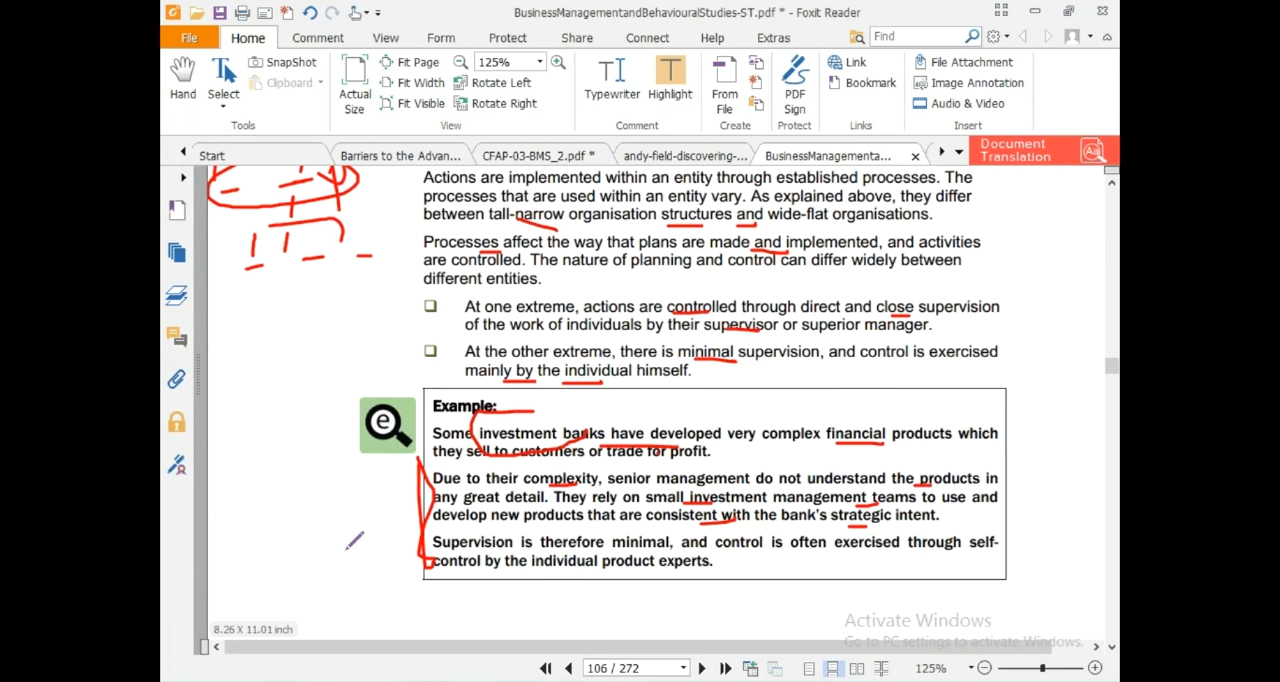 BusinessManagementandBehaviouralStudies-ST.pdf * - Foxit Reader
File Home Comment View Form Protect Share Connect Help Extras Find
Hand Select SnapShot Clipboard Actual Size Fit Page Fit Width Fit Visible 125% Rotate Left Rotate Right Typewriter Highlight From File PDF Sign Link Bookmark File Attachment Image Annotation Audio & Video
Tools View Comment Create Protect Links Insert
Start Barriers to the Advan... CFAP-03-BMS_2.pdf * andy-field-discovering-... BusinessManagementa... Document Translation
Actions are implemented within an entity through established processes. The
processes that are used within an entity vary. As explained above, they differ
between tall-narrow organisation structures and wide-flat organisations.
Processes affect the way that plans are made and implemented, and activities
are controlled. The nature of planning and control can differ widely between
different entities.
At one extreme, actions are controlled through direct and close supervision
of the work of individuals by their supervisor or superior manager.
At the other extreme, there is minimal supervision, and control is exercised
mainly by the individual himself.
e
Example:
Some investment banks have developed very complex financial products which
they sell to customers or trade for profit.
Due to their complexity, senior management do not understand the products in
any great detail. They rely on small investment management teams to use and
develop new products that are consistent with the bank's strategic intent.
Supervision is therefore minimal, and control is often exercised through self-
control by the individual product experts.
Activate Windows
Go to PC settings to activate Windows.
8.26 X 11.01 inch
106 / 272 125%